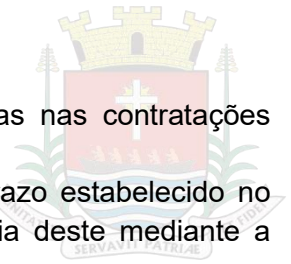 as nas contratações
azo estabelecido no
ia deste mediante a
SERVAVIT PATRIAE